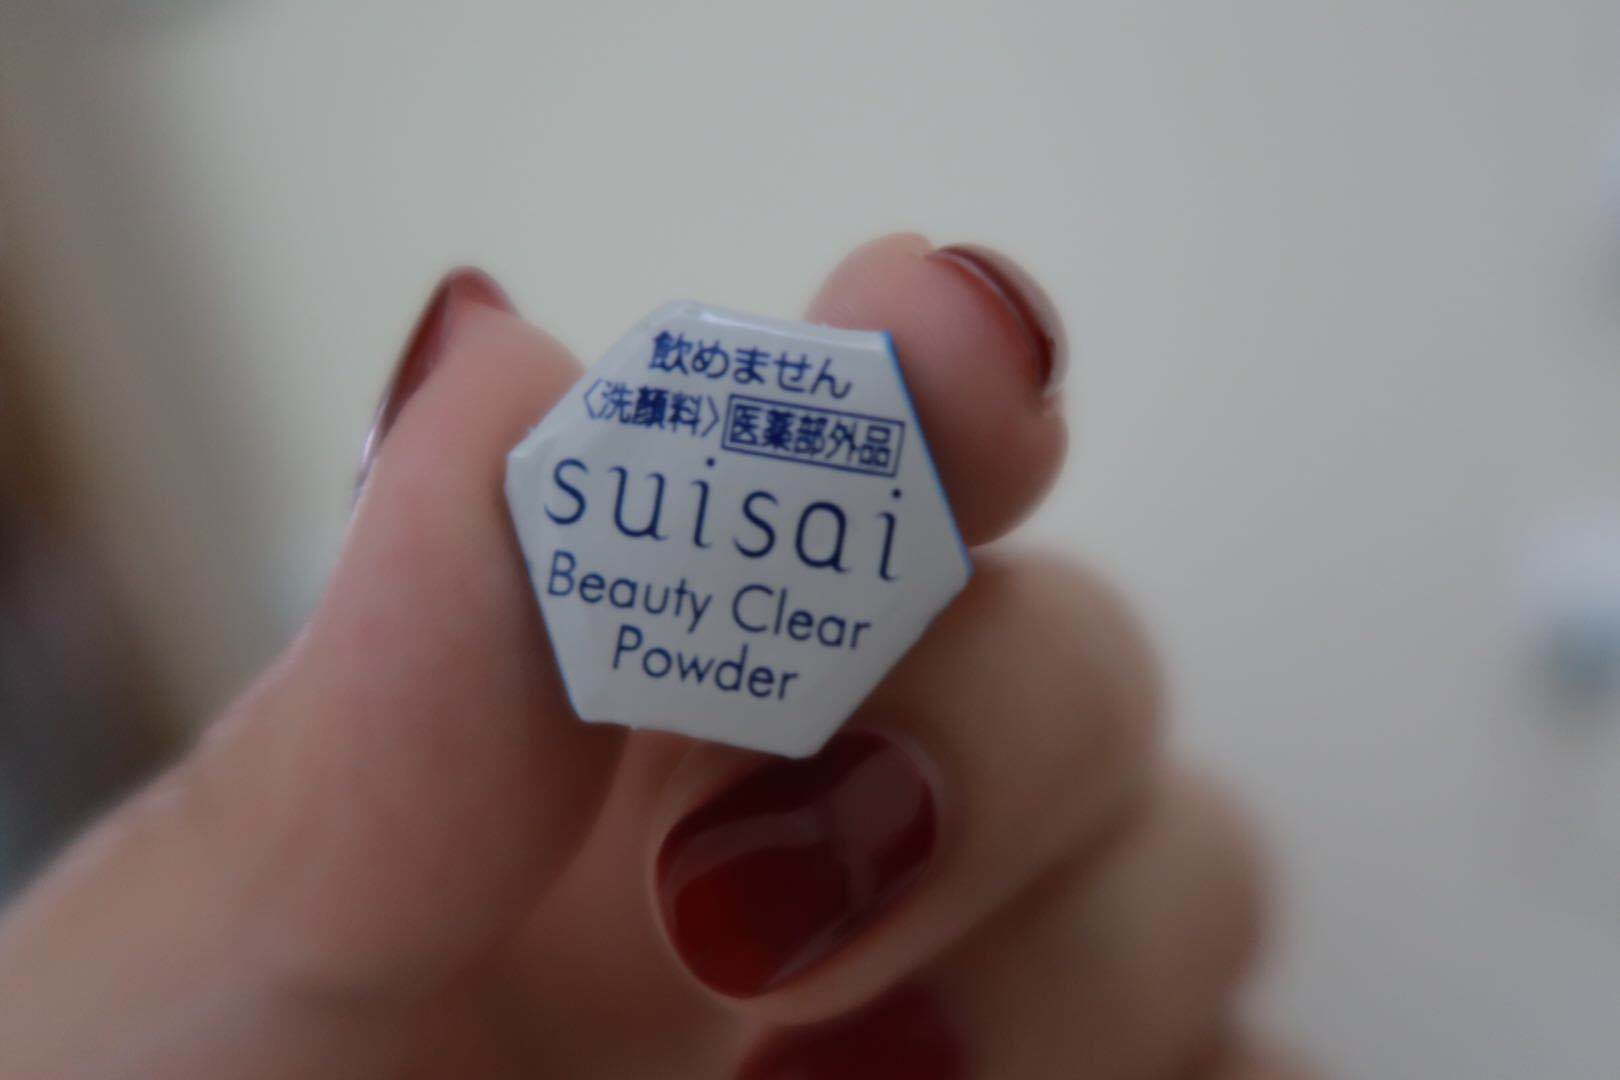 飲めません
〈洗顔料〉医薬部外品
suisai
Beauty Clear
Powder